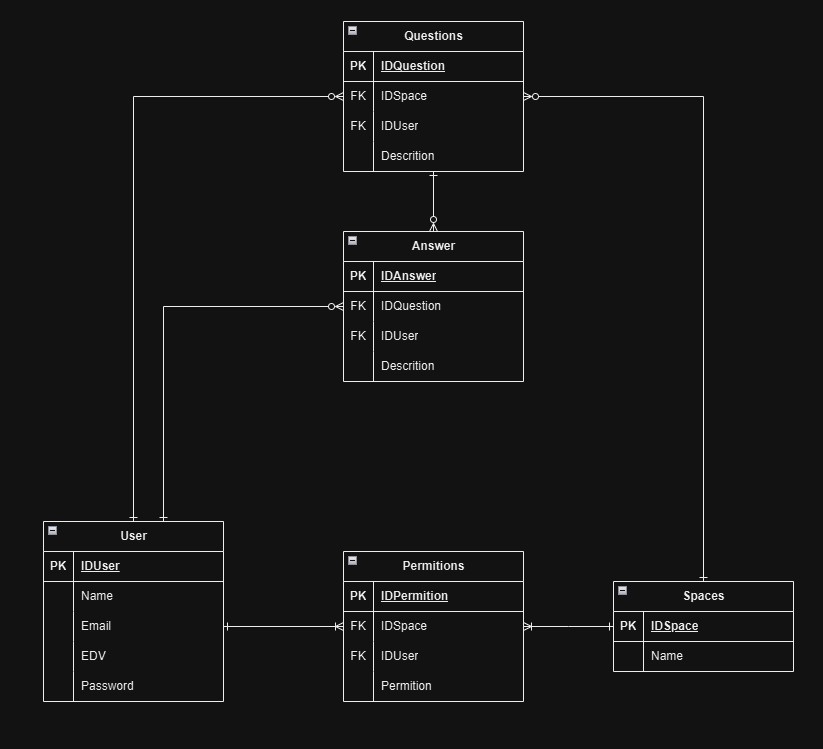 Questions
PK IDQuestion
FK IDSpace
FK IDUser
Descrition
Answer
PK IDAnswer
FK IDQuestion
FK IDUser
Descrition
User
PK IDUser
Name
Email
EDV
Password
Permitions
PK IDPermition
FK IDSpace
FK IDUser
Permition
Spaces
PK IDSpace
Name